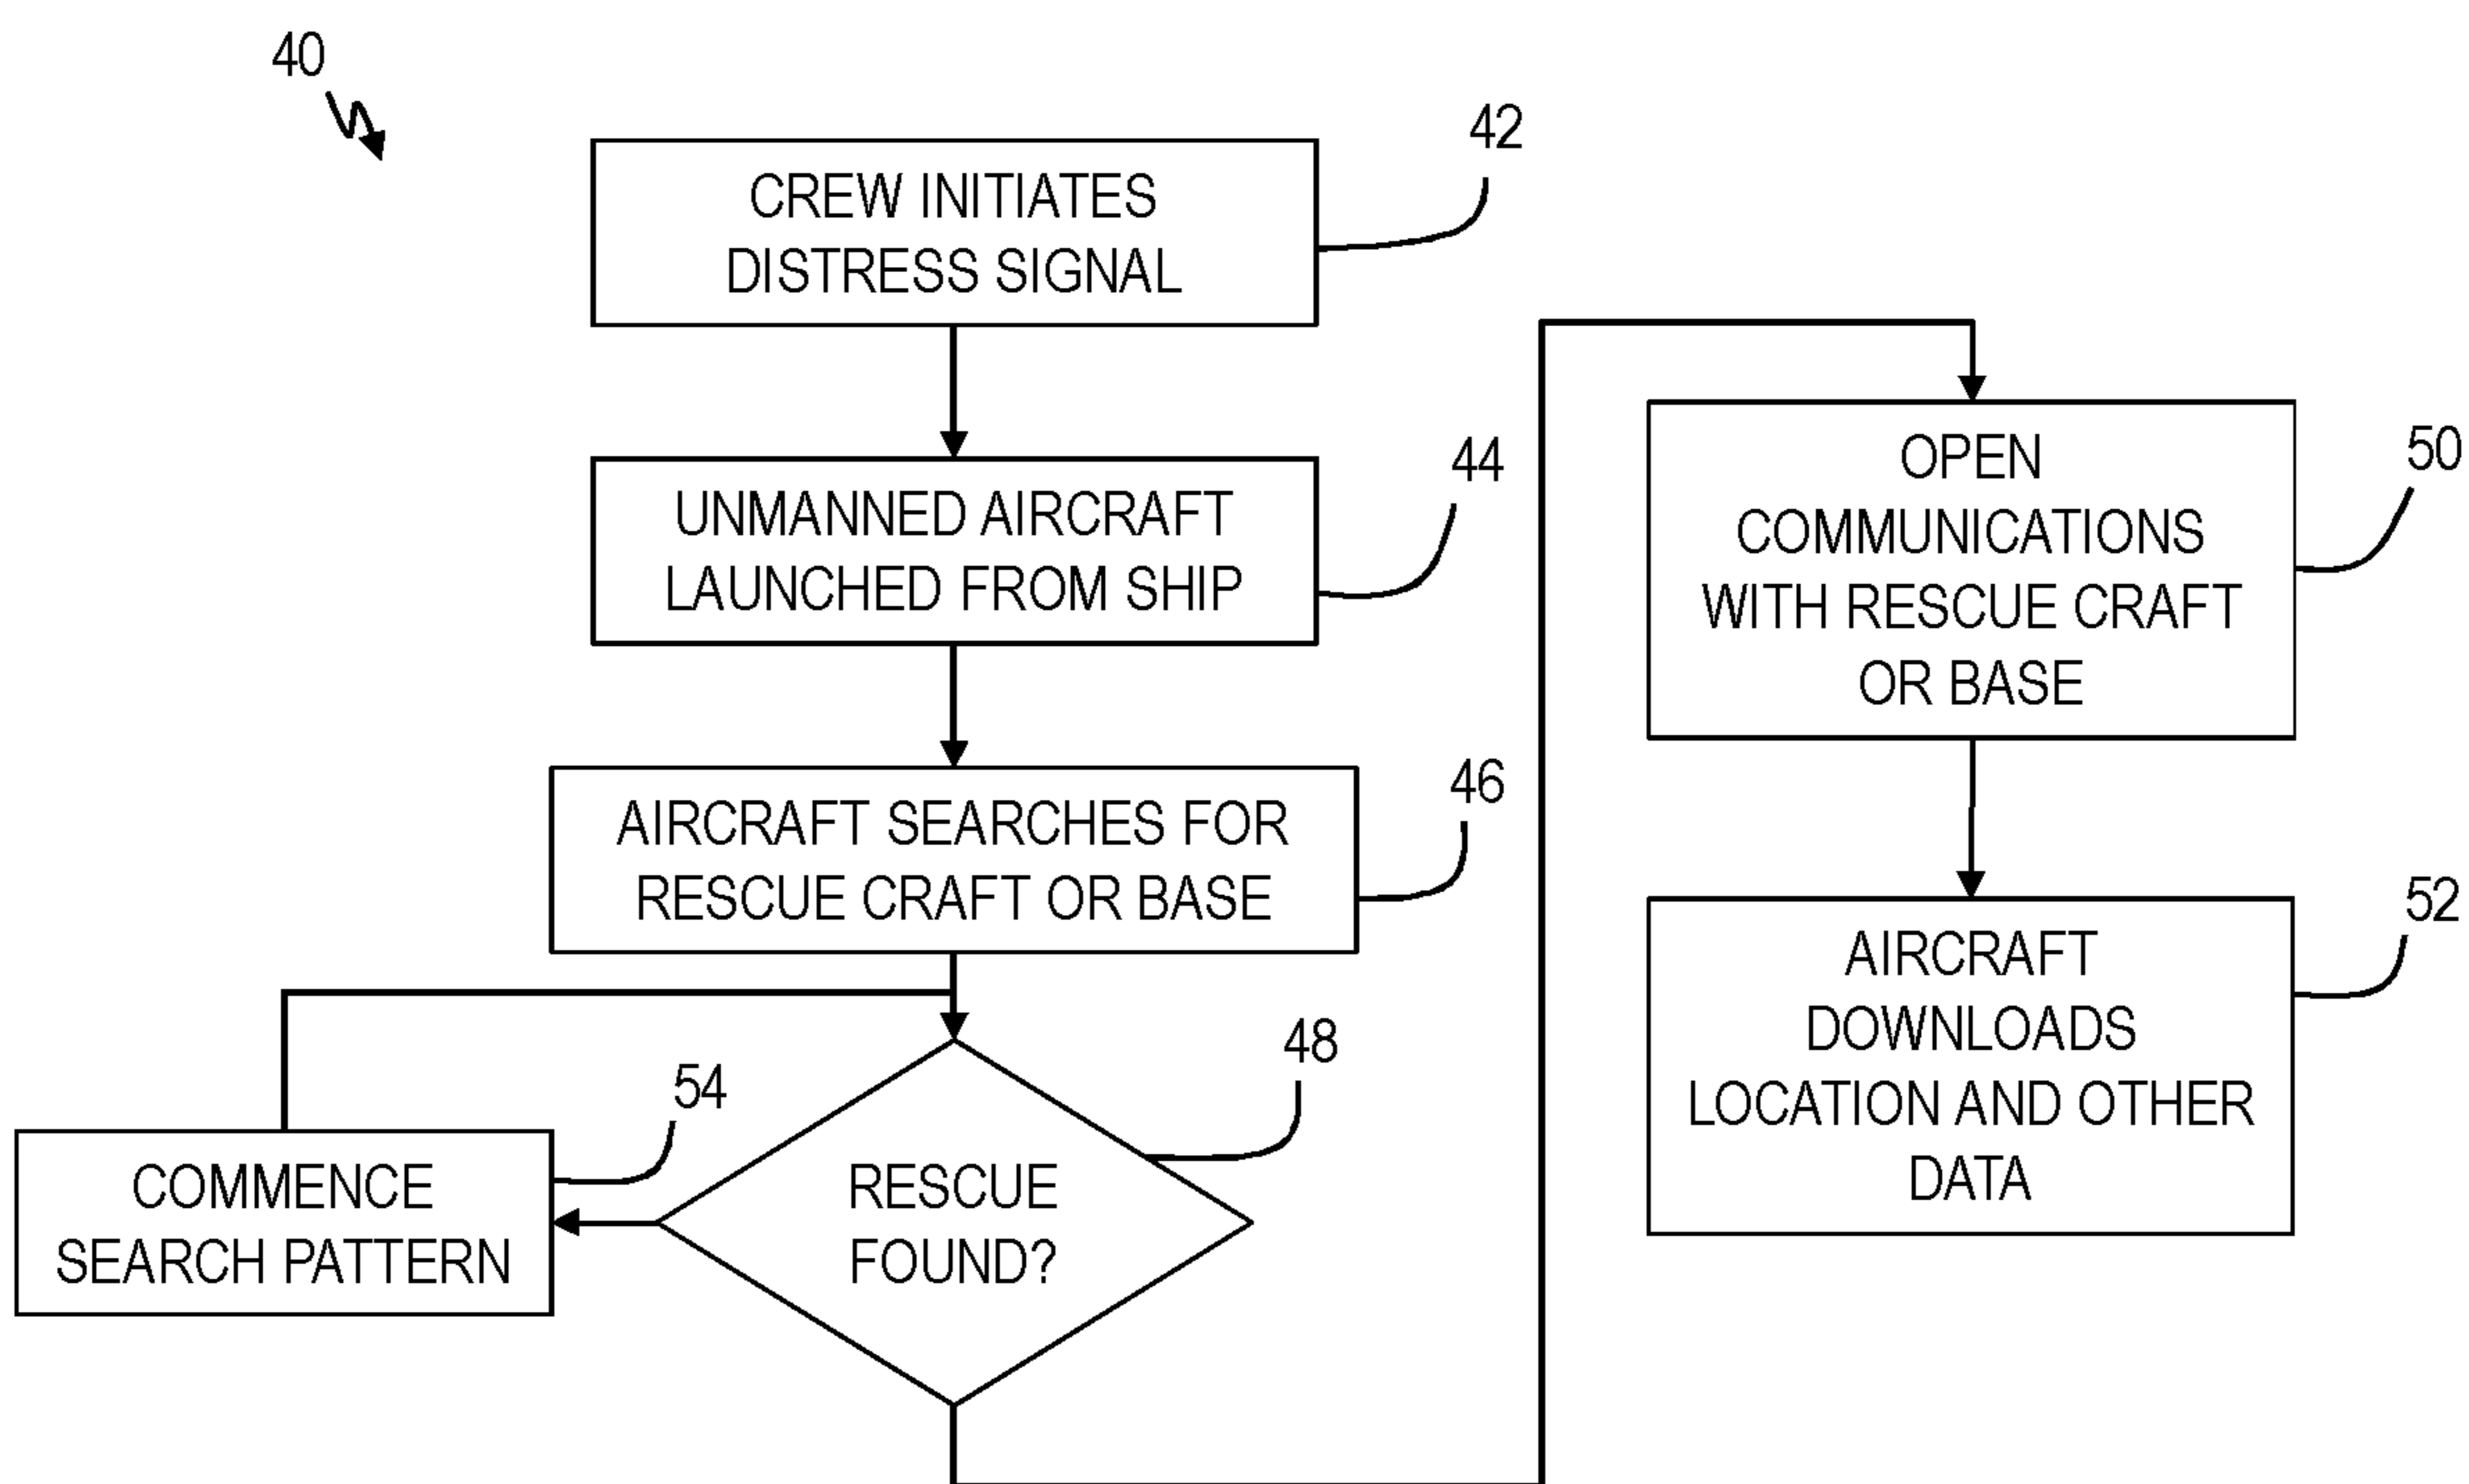 40
42
CREW INITIATES
DISTRESS SIGNAL
44
UNMANNED AIRCRAFT
LAUNCHED FROM SHIP
46
AIRCRAFT SEARCHES FOR
RESCUE CRAFT OR BASE
48
RESCUE
FOUND?
54
COMMENCE
SEARCH PATTERN
50
OPEN
COMMUNICATIONS
WITH RESCUE CRAFT
OR BASE
52
AIRCRAFT
DOWNLOADS
LOCATION AND OTHER
DATA